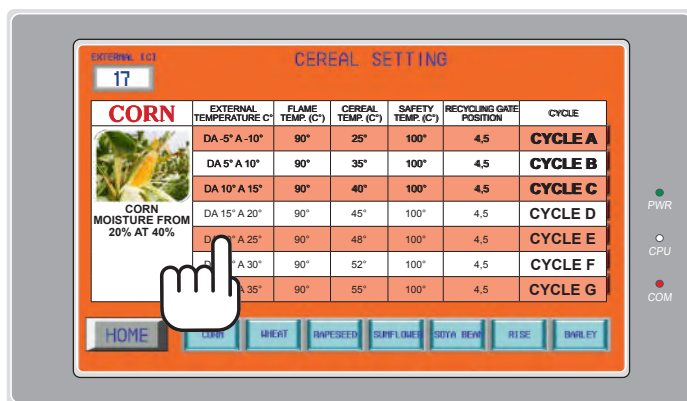 EXTERNAL [C]
17
CEREAL SETTING
CORN
EXTERNAL TEMPERATURE C°
FLAME TEMP. (C°)
CEREAL TEMP. (C°)
SAFETY TEMP. (C°)
RECYCLING GATE POSITION
CYCLE
DA -5° A -10° 90° 25° 100° 4,5 CYCLE A
DA 5° A 10° 90° 35° 100° 4,5 CYCLE B
DA 10° A 15° 90° 40° 100° 4,5 CYCLE C
DA 15° A 20° 90° 45° 100° 4,5 CYCLE D
A 25° 90° 48° 100° 4,5 CYCLE E
A 30° 90° 52° 100° 4,5 CYCLE F
A 35° 90° 55° 100° 4,5 CYCLE G
CORN
MOISTURE FROM
20% AT 40%
PWR
CPU
COM
HOME
CORN WHEAT RAPESEED SUNFLOWER SOYA BEAN RISE BARLEY